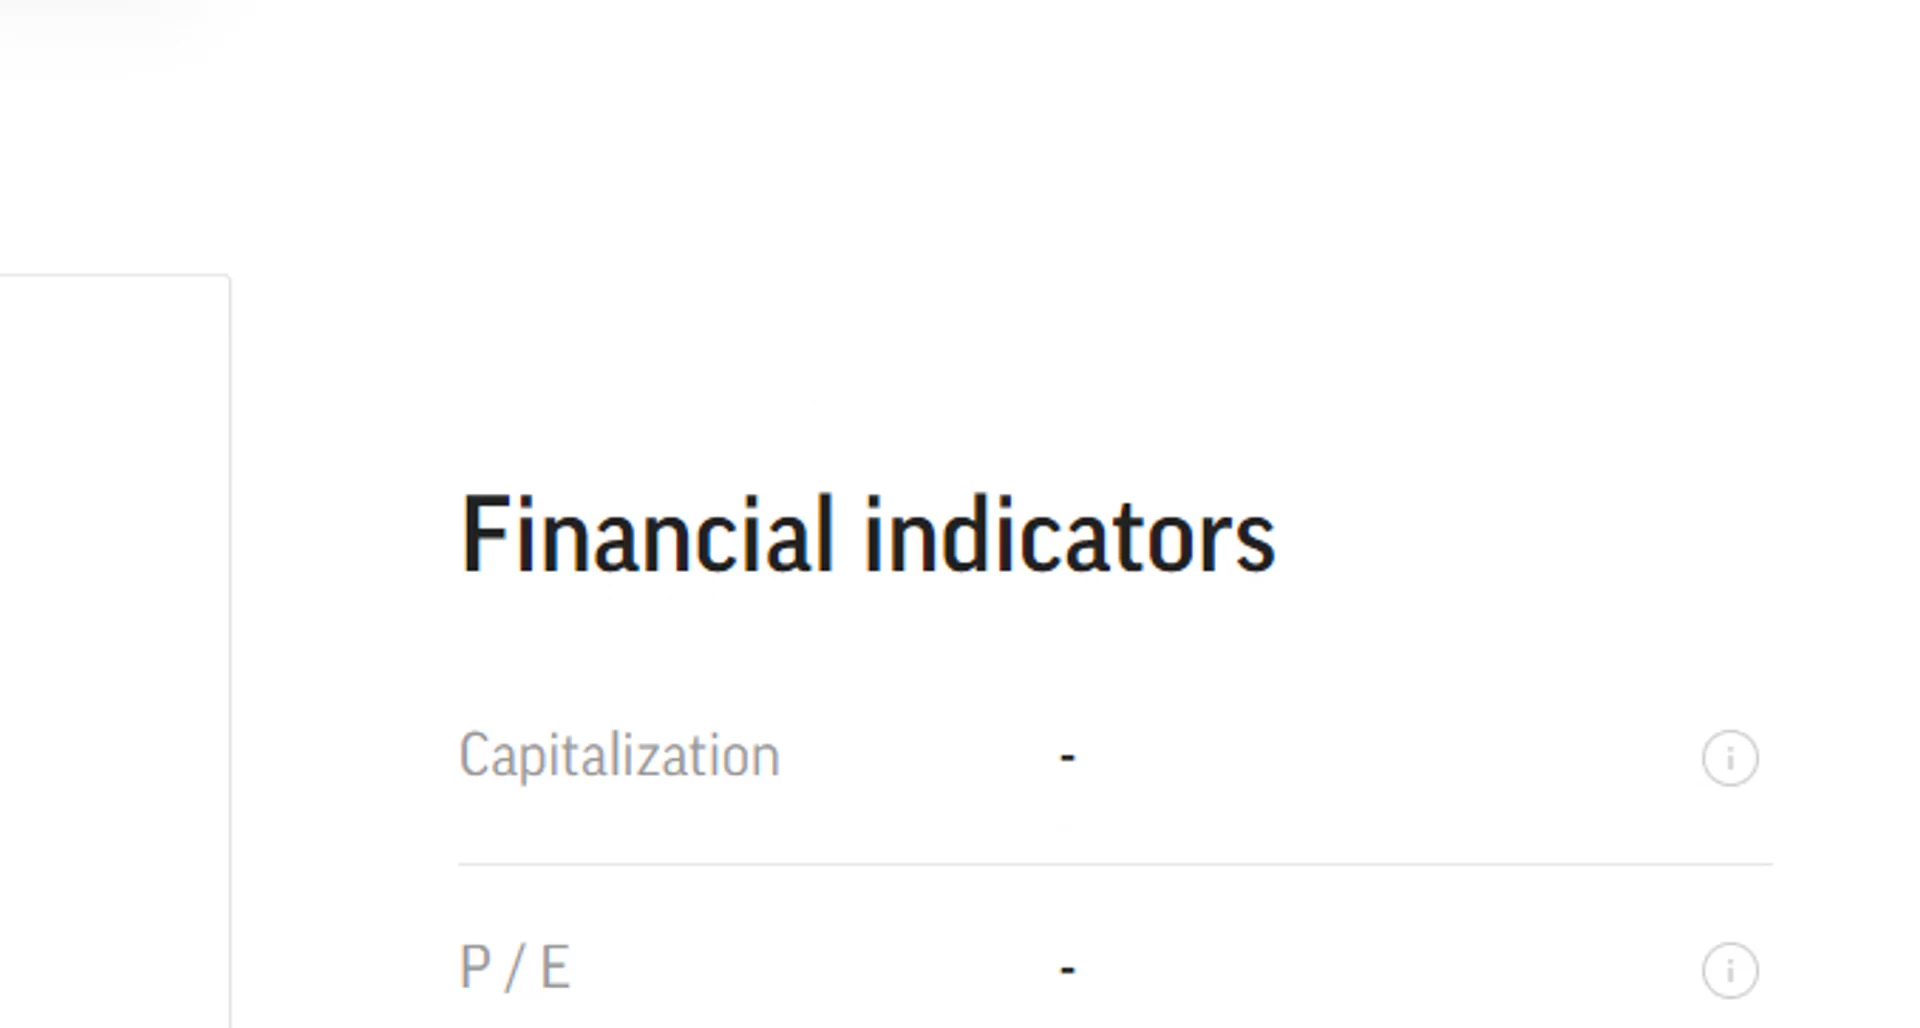 Financial indicators
Capitalization -
P / E -